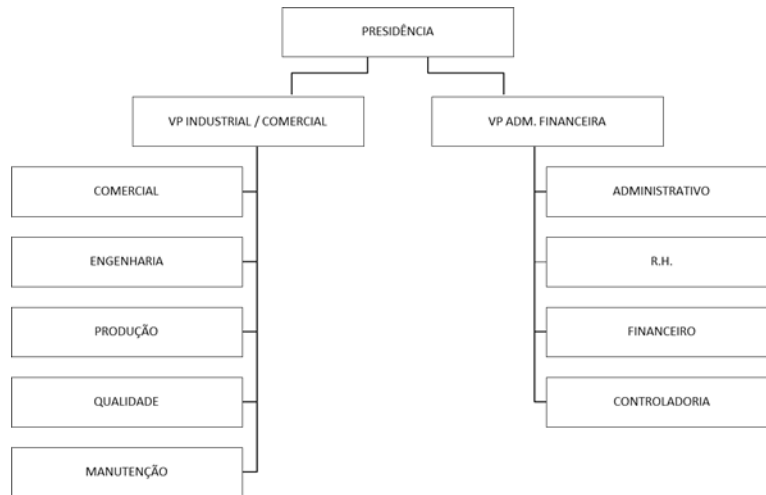 PRESIDÊNCIA
VP INDUSTRIAL / COMERCIAL
VP ADM. FINANCEIRA
COMERCIAL
ADMINISTRATIVO
ENGENHARIA
R.H.
PRODUÇÃO
FINANCEIRO
QUALIDADE
CONTROLADORIA
MANUTENÇÃO